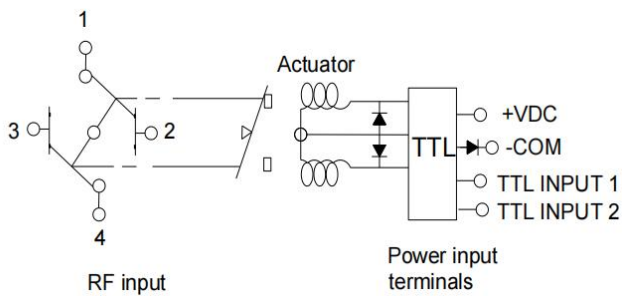 1
Actuator
+VDC
3
2
TTL
-COM
TTL INPUT 1
TTL INPUT 2
4
RF input
Power input
terminals